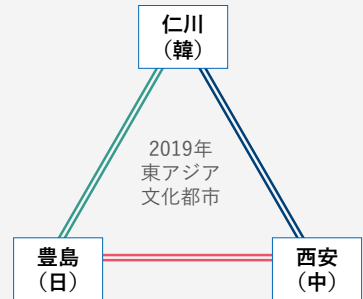 仁川
（韓）
2019年
東アジア
文化都市
豊島
（日）
西安
（中）